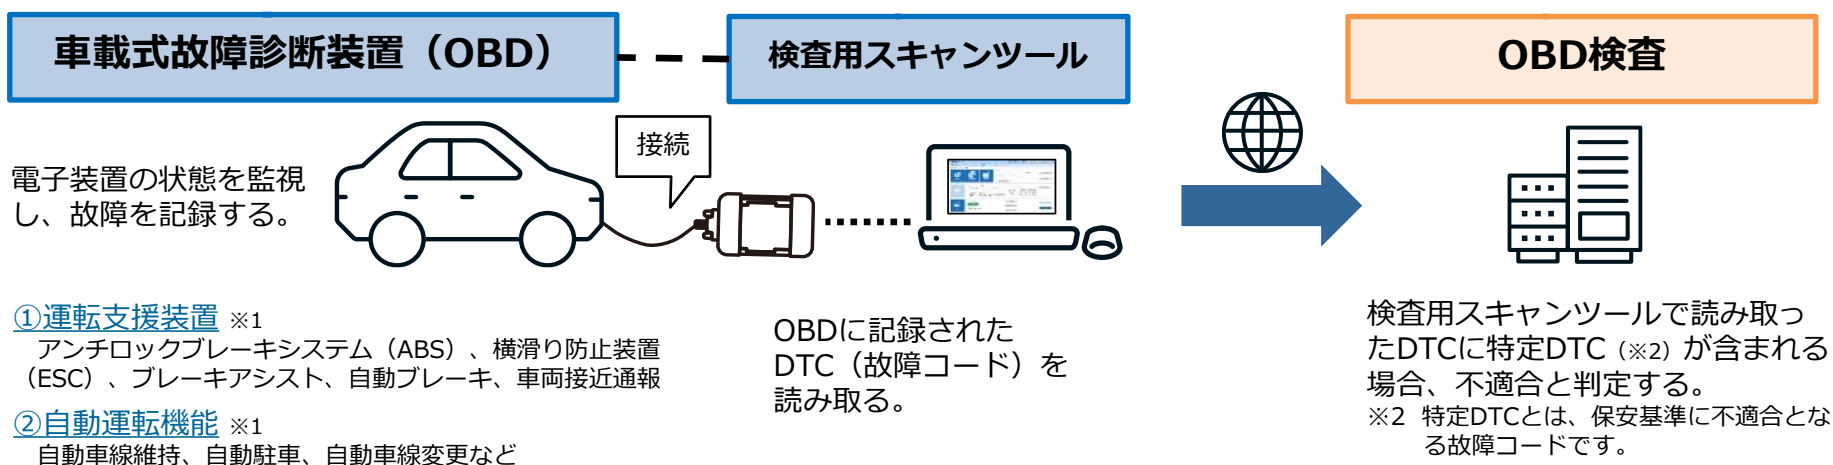 車載式故障診断装置（OBD）
検査用スキャンツール
OBD検査
接続
電子装置の状態を監視
し、故障を記録する。
①運転支援装置 ※1
アンチロックブレーキシステム（ABS）、横滑り防止装置
（ESC）、ブレーキアシスト、自動ブレーキ、車両接近通報
②自動運転機能 ※1
自動車線維持、自動駐車、自動車線変更など
OBDに記録された
DTC（故障コード）を
読み取る。
検査用スキャンツールで読み取っ
たDTCに特定DTC（※2）が含まれる
場合、不適合と判定する。
※2 特定DTCとは、保安基準に不適合とな
る故障コードです。